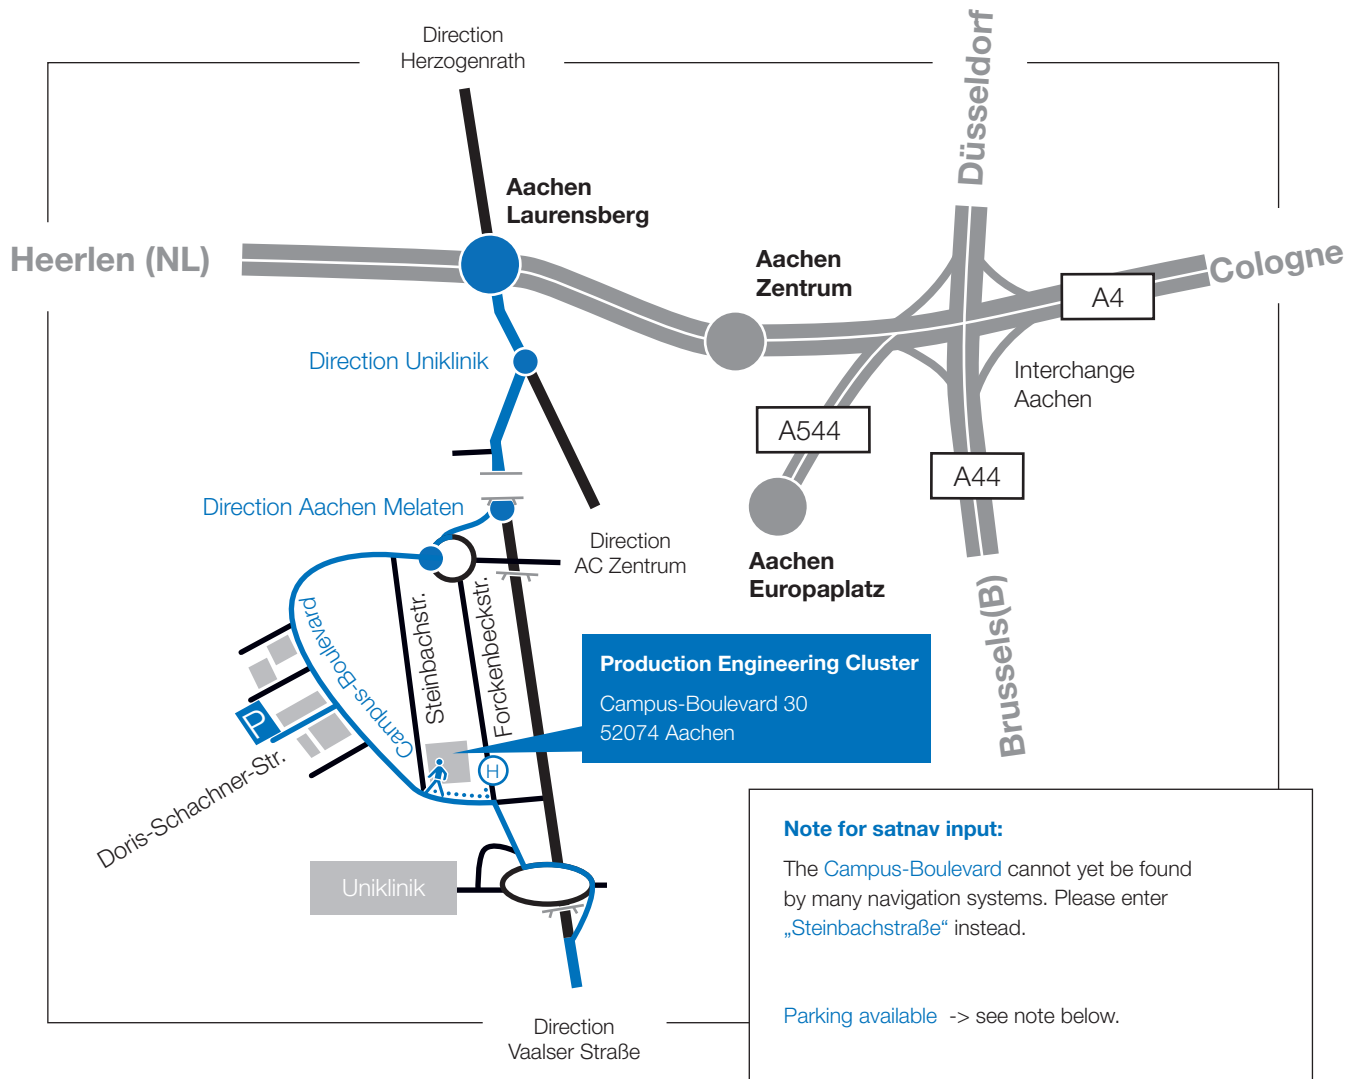 Direction
Herzogenrath
Düsseldorf
Aachen
Laurensberg
Heerlen (NL)
Aachen
Zentrum
Cologne
A4
Direction Uniklinik
Interchange
Aachen
A544
A44
Direction Aachen Melaten
Direction
AC Zentrum
Aachen
Europaplatz
Brussels(B)
Campus-Boulevard
Steinbachstr.
Forckenbeckstr.
Production Engineering Cluster
Campus-Boulevard 30
52074 Aachen
P
H
Doris-Schachner-Str.
Uniklinik
Note for satnav input:
The Campus-Boulevard cannot yet be found
by many navigation systems. Please enter
„Steinbachstraße“ instead.
Parking available -> see note below.
Direction
Vaalser Straße